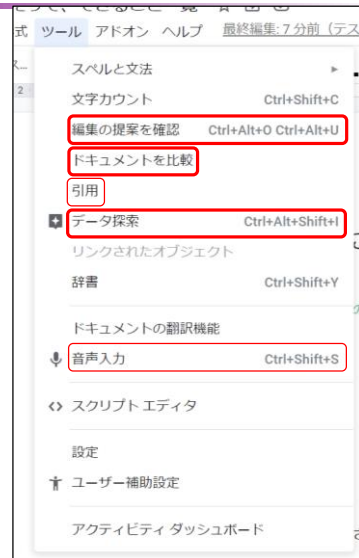 式 ツール アドオン ヘルプ 最終編集: 7 分前 (テス
2
スペルと文法
文字カウント Ctrl+Shift+C
編集の提案を確認 Ctrl+Alt+O Ctrl+Alt+U
ドキュメントを比較
引用
データ探索 Ctrl+Alt+Shift+I
リンクされたオブジェクト
辞書 Ctrl+Shift+Y
ドキュメントの翻訳機能
音声入力 Ctrl+Shift+S
スクリプト エディタ
設定
ユーザー補助設定
アクティビティ ダッシュボード